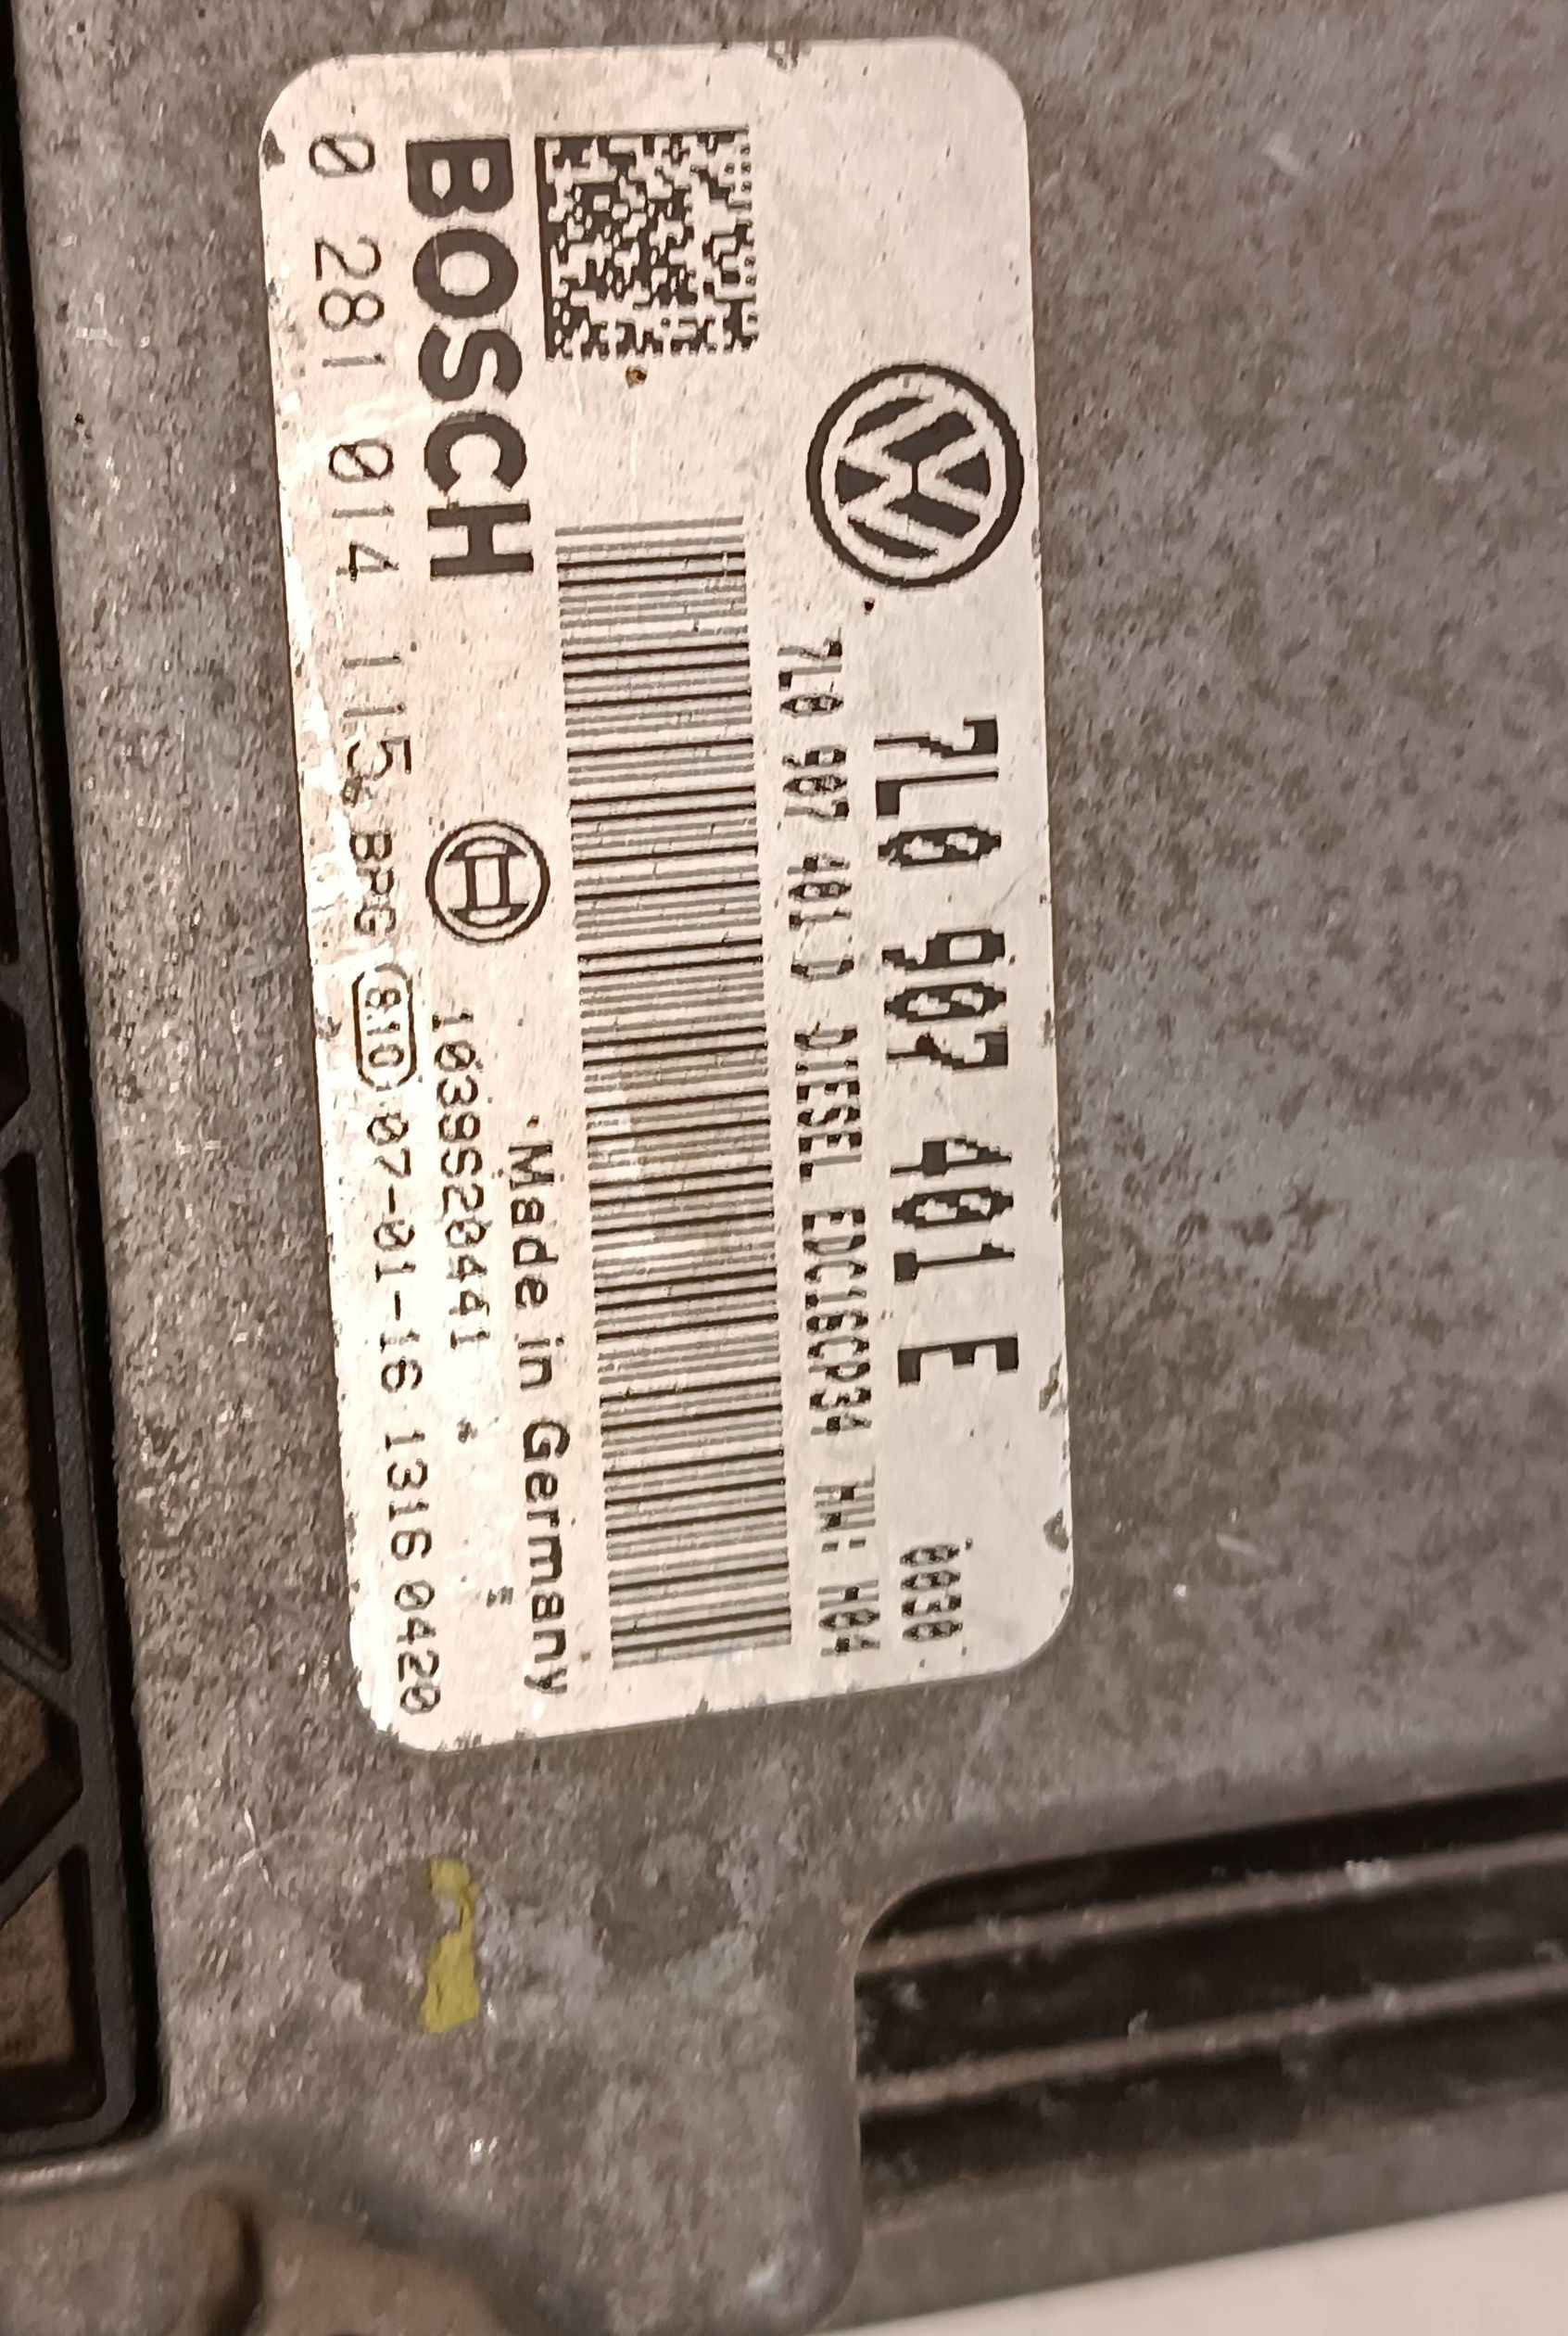 7L0 907 401 E
0030
7L0 907 401 D DIESEL EDC16CP34 HW: H04
Made in Germany
BOSCH
1039S20441
0 281 014 115 BPG 810 07-01-16 1316 0420